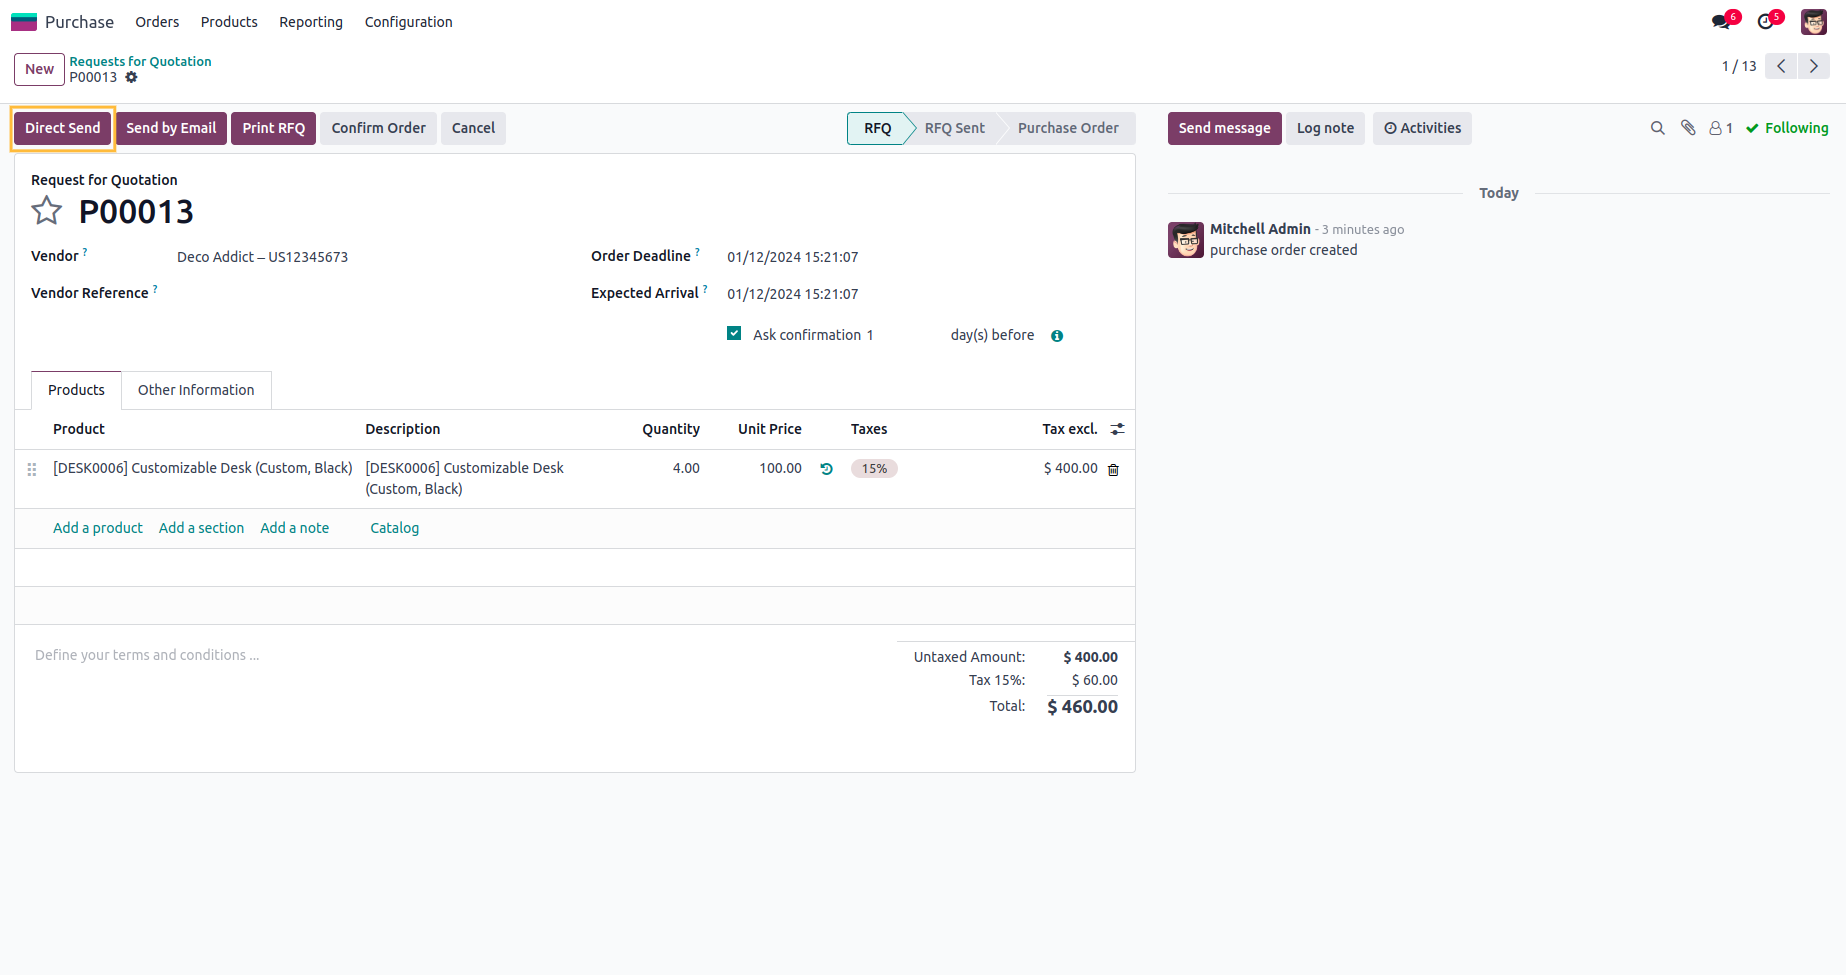 Purchase Orders Products Reporting Configuration 6 5
New Requests for Quotation
P00013 1 / 13
Direct Send Send by Email Print RFQ Confirm Order Cancel RFQ RFQ Sent Purchase Order Send message Log note Activities 1 Following
Request for Quotation
P00013
Today
Mitchell Admin - 3 minutes ago
purchase order created
Vendor ? Deco Addict – US12345673 Order Deadline ? 01/12/2024 15:21:07
Vendor Reference ? Expected Arrival ? 01/12/2024 15:21:07
Ask confirmation 1 day(s) before
Products Other Information
Product Description Quantity Unit Price Taxes Tax excl.
[DESK0006] Customizable Desk (Custom, Black) [DESK0006] Customizable Desk 4.00 100.00 15% $ 400.00
(Custom, Black)
Add a product Add a section Add a note Catalog
Define your terms and conditions ... Untaxed Amount: $ 400.00
Tax 15%: $ 60.00
Total: $ 460.00